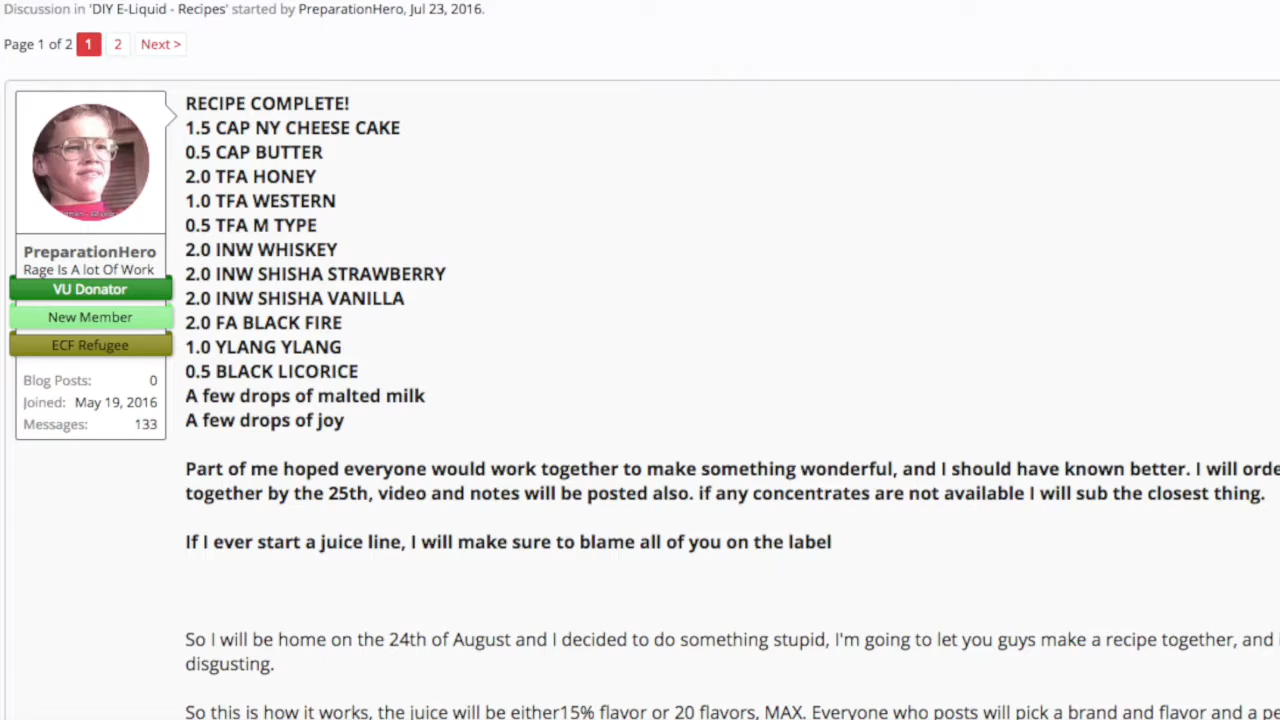 Discussion in 'DIY E-Liquid - Recipes' started by PreparationHero, Jul 23, 2016.
Page 1 of 2 1 2 Next >
RECIPE COMPLETE!
1.5 CAP NY CHEESE CAKE
0.5 CAP BUTTER
2.0 TFA HONEY
1.0 TFA WESTERN
0.5 TFA M TYPE
2.0 INW WHISKEY
2.0 INW SHISHA STRAWBERRY
2.0 INW SHISHA VANILLA
2.0 FA BLACK FIRE
1.0 YLANG YLANG
0.5 BLACK LICORICE
A few drops of malted milk
A few drops of joy
PreparationHero
Rage Is A lot Of Work
VU Donator
New Member
ECF Refugee
Blog Posts: 0
Joined: May 19, 2016
Messages: 133
Part of me hoped everyone would work together to make something wonderful, and I should have known better. I will
together by the 25th, video and notes will be posted also. if any concentrates are not available I will sub the closest thing.
If I ever start a juice line, I will make sure to blame all of you on the label
So I will be home on the 24th of August and I decided to do something stupid, I'm going to let you guys make a recipe together, and
disgusting.
So this is how it works, the juice will be either15% flavor or 20 flavors, MAX. Everyone who posts will pick a brand and flavor and a